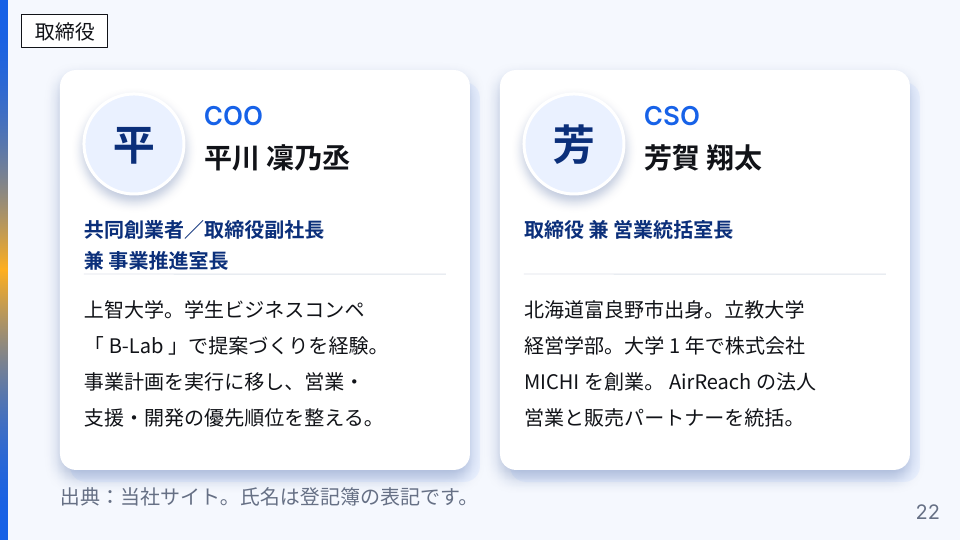 取締役
平
COO
平川 凜乃丞
共同創業者／取締役副社長
兼 事業推進室長
上智大学。学生ビジネスコンペ
「 B-Lab 」で提案づくりを経験。
事業計画を実行に移し、営業・
支援・開発の優先順位を整える。
芳
CSO
芳賀 翔太
取締役 兼 営業統括室長
北海道富良野市出身。立教大学
経営学部。大学 1 年で株式会社
MICHI を創業。 AirReach の法人
営業と販売パートナーを統括。
出典：当社サイト。氏名は登記簿の表記です。
22